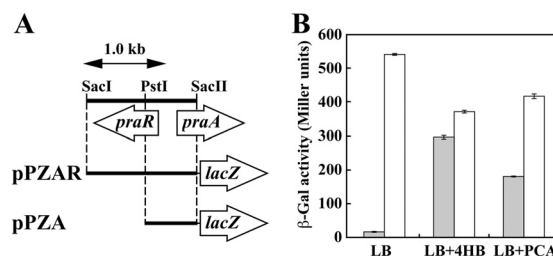 A
1.0 kb
SacI PstI SacII
praR praA
pPZAR lacZ
pPZA lacZ
B
β-Gal activity (Miller units)
600
500
400
300
200
100
0
LB LB+4HB LB+PCA